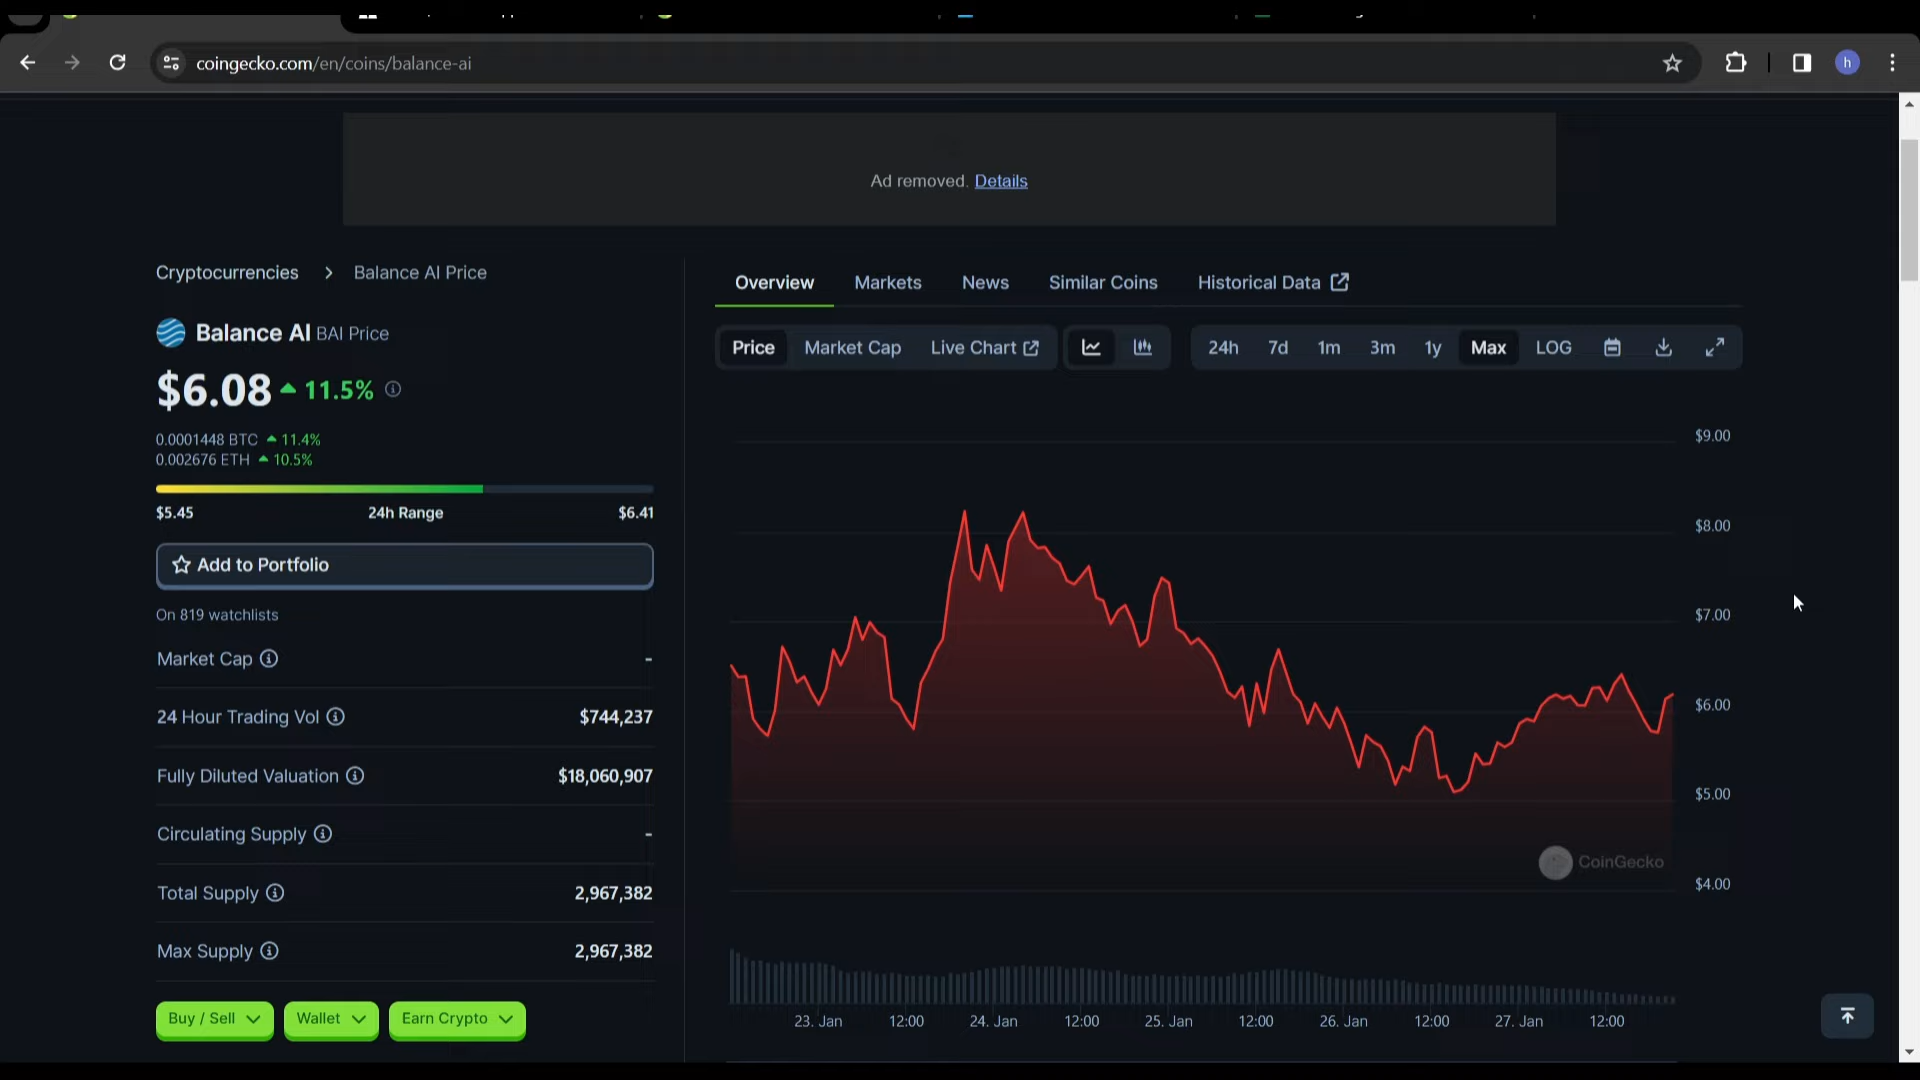 coingecko.com/en/coins/balance-ai
h
Ad removed. Details
Cryptocurrencies > Balance AI Price
Balance AI BAI Price
$6.08 11.5%
0.0001448 BTC 11.4%
0.002676 ETH 10.5%
$5.45 24h Range $6.41
Add to Portfolio
On 819 watchlists
Market Cap -
24 Hour Trading Vol $744,237
Fully Diluted Valuation $18,060,907
Circulating Supply -
Total Supply 2,967,382
Max Supply 2,967,382
Buy / Sell Wallet Earn Crypto
Overview Markets News Similar Coins Historical Data
Price Market Cap Live Chart 24h 7d 1m 3m 1y Max LOG
$9.00
$8.00
$7.00
$6.00
$5.00
$4.00
CoinGecko
23. Jan 12:00 24. Jan 12:00 25. Jan 12:00 26. Jan 12:00 27. Jan 12:00